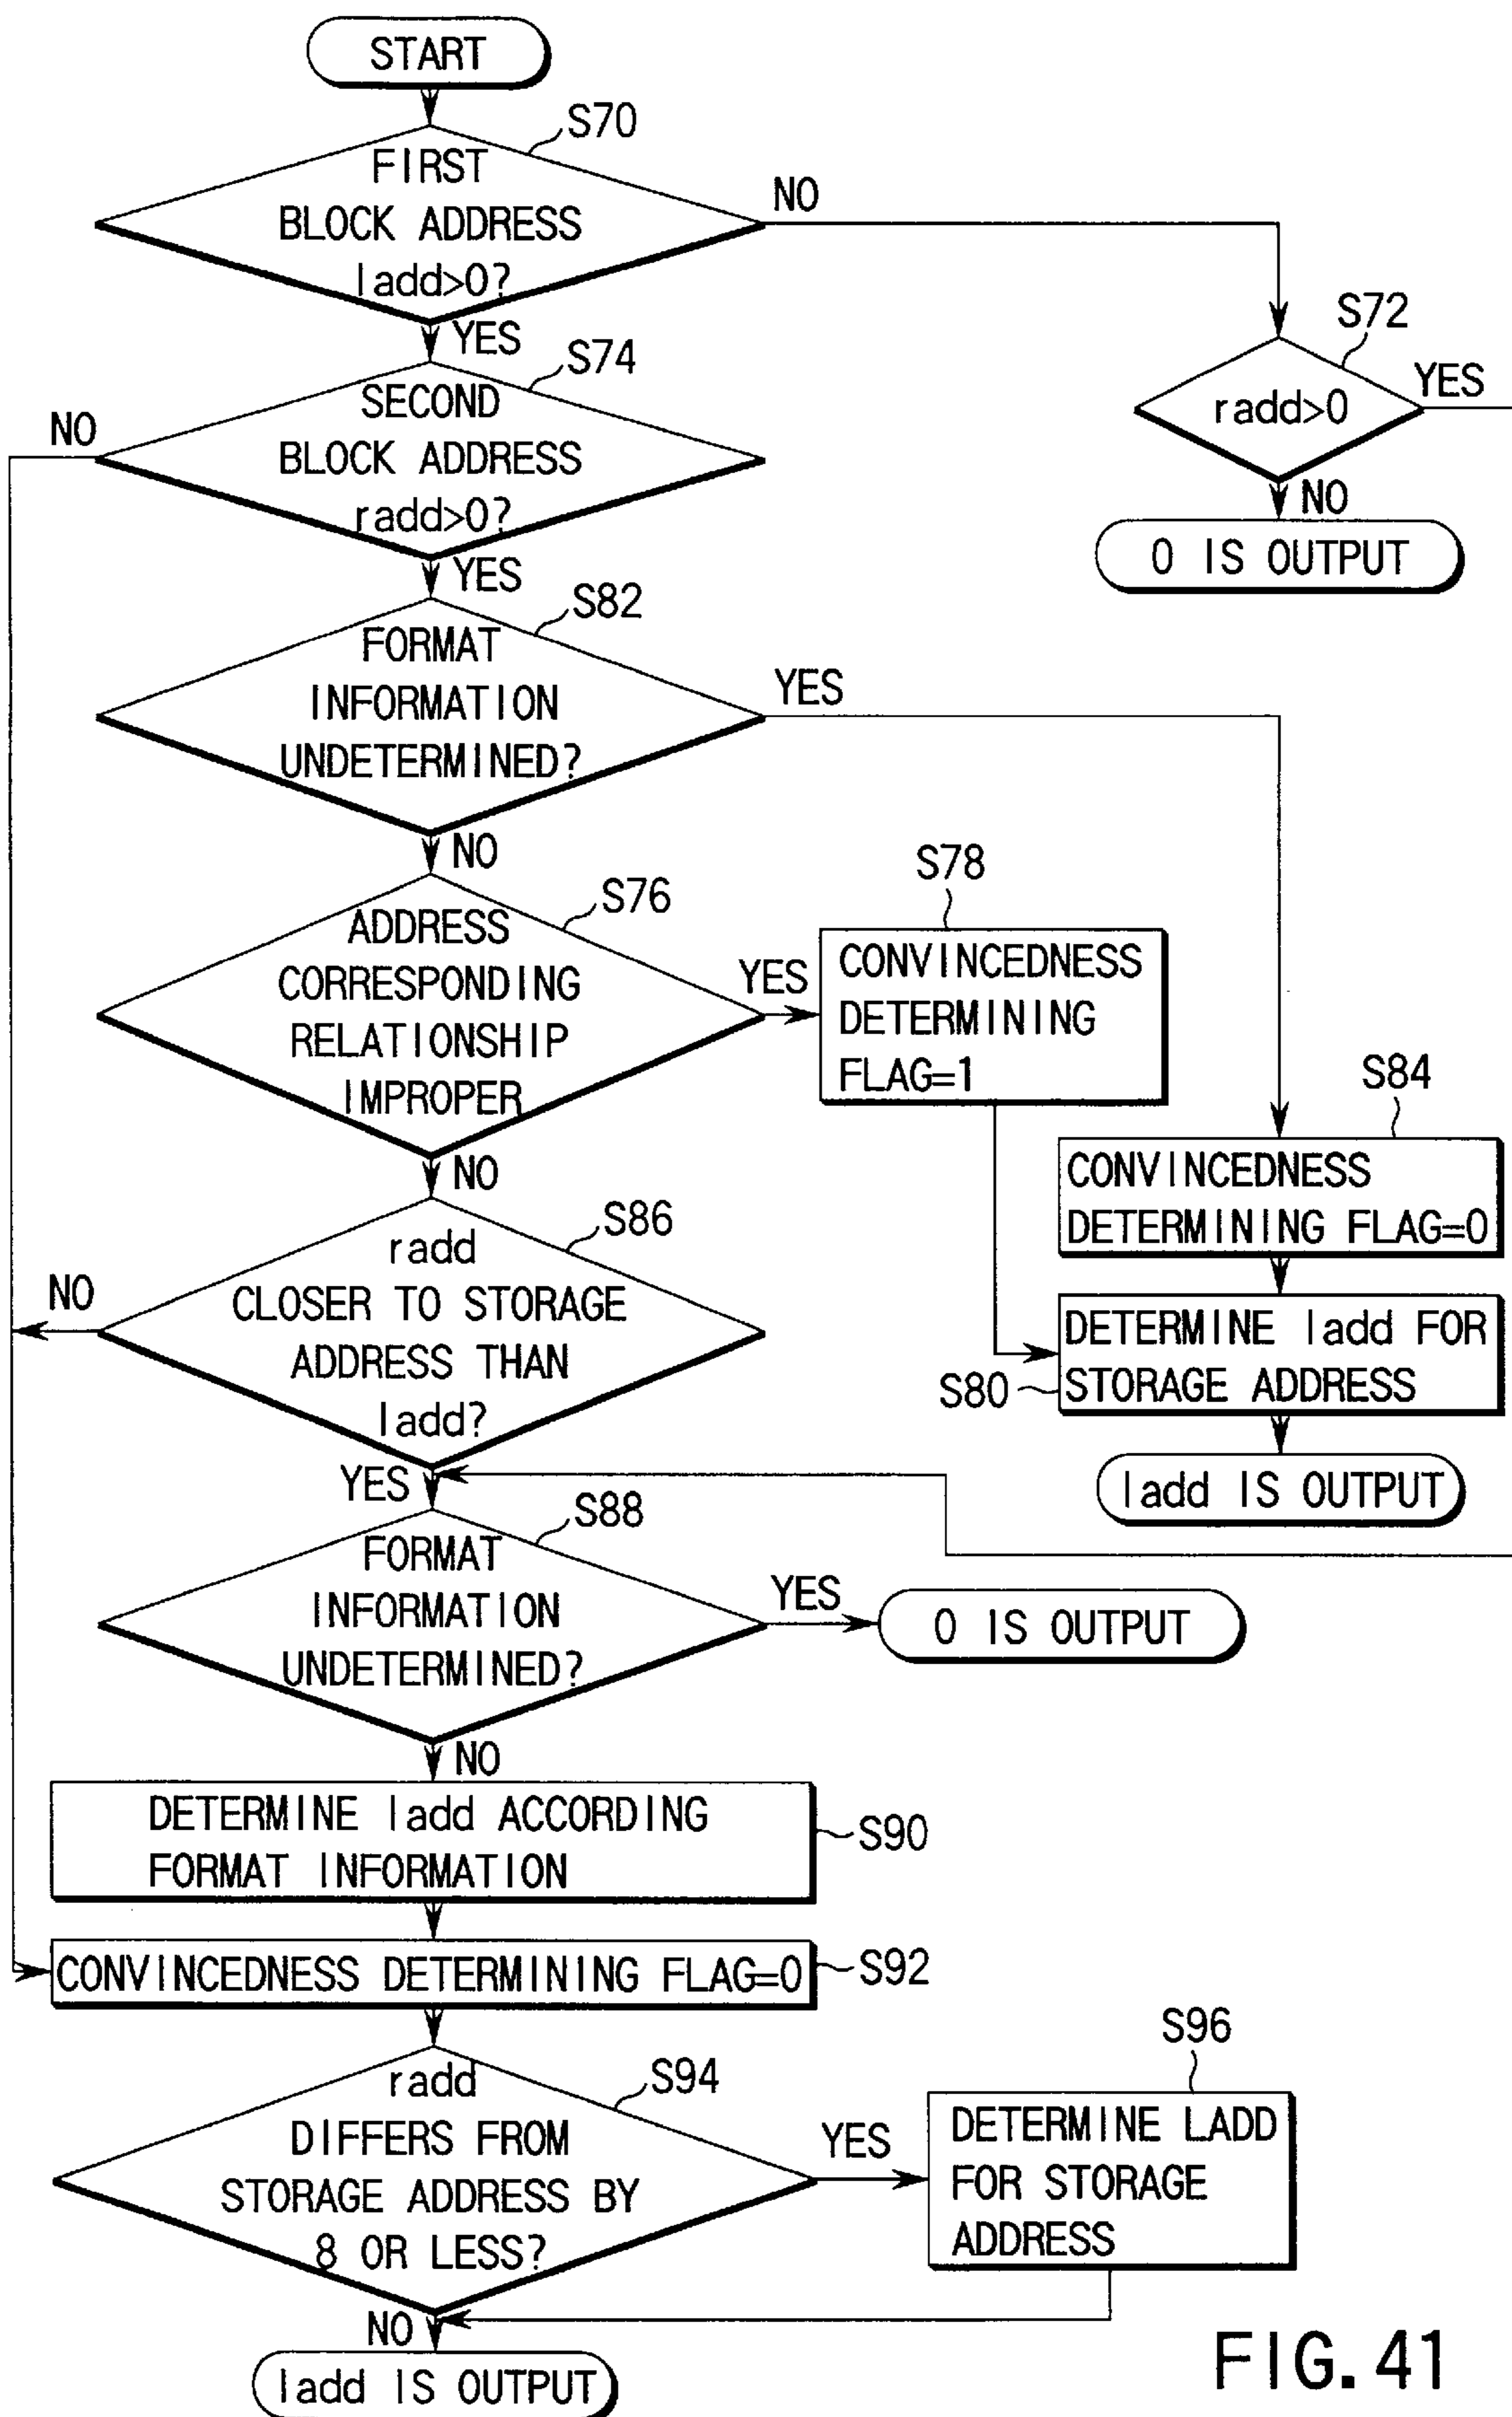 START
S70
FIRST
BLOCK ADDRESS
ladd>0?
NO
YES
S72
radd>0
YES
NO
0 IS OUTPUT
S74
SECOND
BLOCK ADDRESS
radd>0?
NO
YES
S82
FORMAT
INFORMATION
UNDETERMINED?
YES
NO
S76
ADDRESS
CORRESPONDING
RELATIONSHIP
IMPROPER
YES
NO
S78
CONVINCEDNESS
DETERMINING
FLAG=1
S84
CONVINCEDNESS
DETERMINING FLAG=0
S80
DETERMINE ladd FOR
STORAGE ADDRESS
ladd IS OUTPUT
S86
radd
CLOSER TO STORAGE
ADDRESS THAN
ladd?
NO
YES
S88
FORMAT
INFORMATION
UNDETERMINED?
YES
0 IS OUTPUT
NO
DETERMINE ladd ACCORDING
FORMAT INFORMATION
S90
CONVINCEDNESS DETERMINING FLAG=0
S92
S94
radd
DIFFERS FROM
STORAGE ADDRESS BY
8 OR LESS?
YES
NO
S96
DETERMINE LADD
FOR STORAGE
ADDRESS
ladd IS OUTPUT
FIG. 41